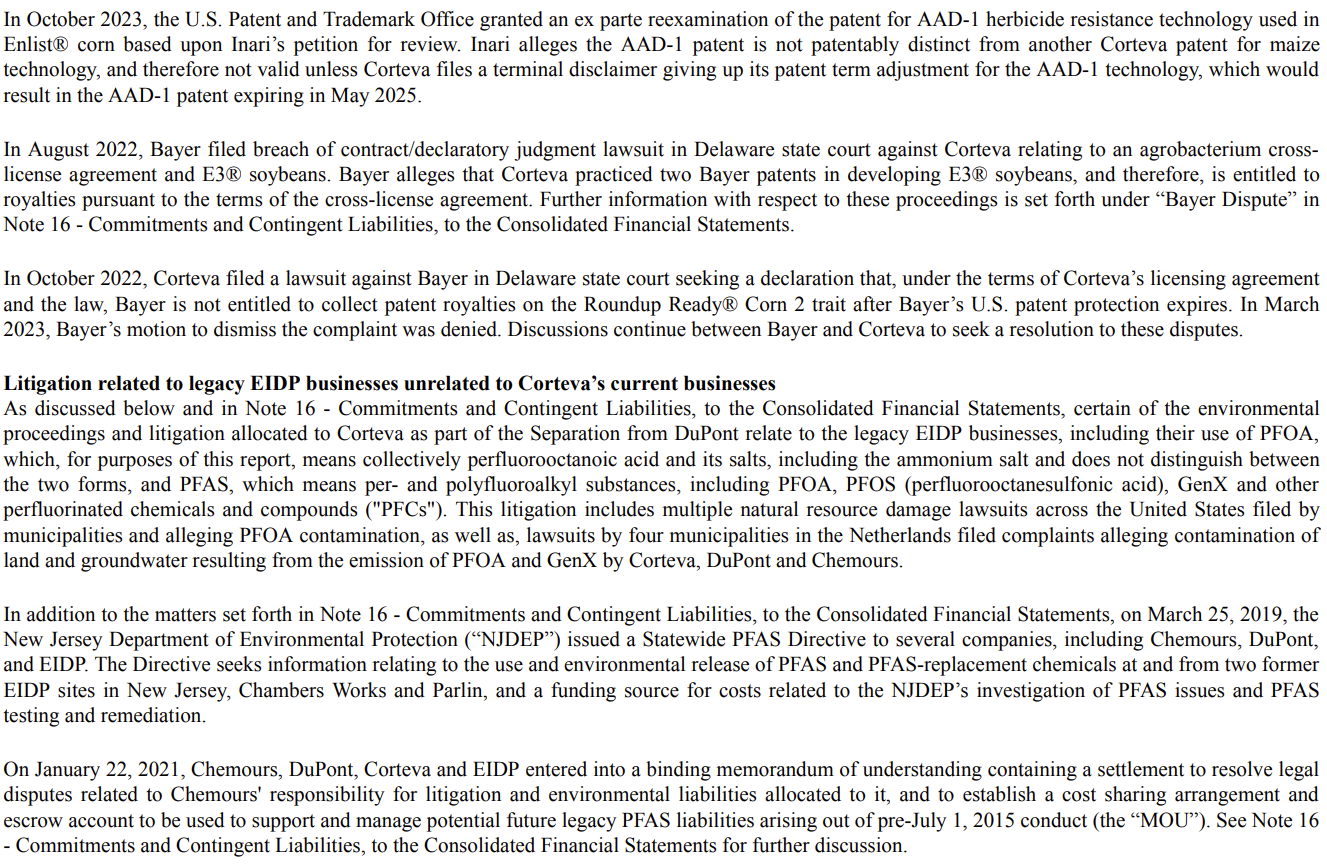 In October 2023, the U.S. Patent and Trademark Office granted an ex parte reexamination of the patent for AAD-1 herbicide resistance technology used in
Enlist® corn based upon Inari’s petition for review. Inari alleges the AAD-1 patent is not patentably distinct from another Corteva patent for maize
technology, and therefore not valid unless Corteva files a terminal disclaimer giving up its patent term adjustment for the AAD-1 technology, which would
result in the AAD-1 patent expiring in May 2025.
In August 2022, Bayer filed breach of contract/declaratory judgment lawsuit in Delaware state court against Corteva relating to an agrobacterium cross-
license agreement and E3® soybeans. Bayer alleges that Corteva practiced two Bayer patents in developing E3® soybeans, and therefore, is entitled to
royalties pursuant to the terms of the cross-license agreement. Further information with respect to these proceedings is set forth under “Bayer Dispute” in
Note 16 - Commitments and Contingent Liabilities, to the Consolidated Financial Statements.
In October 2022, Corteva filed a lawsuit against Bayer in Delaware state court seeking a declaration that, under the terms of Corteva’s licensing agreement
and the law, Bayer is not entitled to collect patent royalties on the Roundup Ready® Corn 2 trait after Bayer’s U.S. patent protection expires. In March
2023, Bayer’s motion to dismiss the complaint was denied. Discussions continue between Bayer and Corteva to seek a resolution to these disputes.
Litigation related to legacy EIDP businesses unrelated to Corteva’s current businesses
As discussed below and in Note 16 - Commitments and Contingent Liabilities, to the Consolidated Financial Statements, certain of the environmental
proceedings and litigation allocated to Corteva as part of the Separation from DuPont relate to the legacy EIDP businesses, including their use of PFOA,
which, for purposes of this report, means collectively perfluorooctanoic acid and its salts, including the ammonium salt and does not distinguish between
the two forms, and PFAS, which means per- and polyfluoroalkyl substances, including PFOA, PFOS (perfluorooctanesulfonic acid), GenX and other
perfluorinated chemicals and compounds ("PFCs"). This litigation includes multiple natural resource damage lawsuits across the United States filed by
municipalities and alleging PFOA contamination, as well as, lawsuits by four municipalities in the Netherlands filed complaints alleging contamination of
land and groundwater resulting from the emission of PFOA and GenX by Corteva, DuPont and Chemours.
In addition to the matters set forth in Note 16 - Commitments and Contingent Liabilities, to the Consolidated Financial Statements, on March 25, 2019, the
New Jersey Department of Environmental Protection (“NJDEP”) issued a Statewide PFAS Directive to several companies, including Chemours, DuPont,
and EIDP. The Directive seeks information relating to the use and environmental release of PFAS and PFAS-replacement chemicals at and from two former
EIDP sites in New Jersey, Chambers Works and Parlin, and a funding source for costs related to the NJDEP’s investigation of PFAS issues and PFAS
testing and remediation.
On January 22, 2021, Chemours, DuPont, Corteva and EIDP entered into a binding memorandum of understanding containing a settlement to resolve legal
disputes related to Chemours' responsibility for litigation and environmental liabilities allocated to it, and to establish a cost sharing arrangement and
escrow account to be used to support and manage potential future legacy PFAS liabilities arising out of pre-July 1, 2015 conduct (the “MOU”). See Note 16
- Commitments and Contingent Liabilities, to the Consolidated Financial Statements for further discussion.